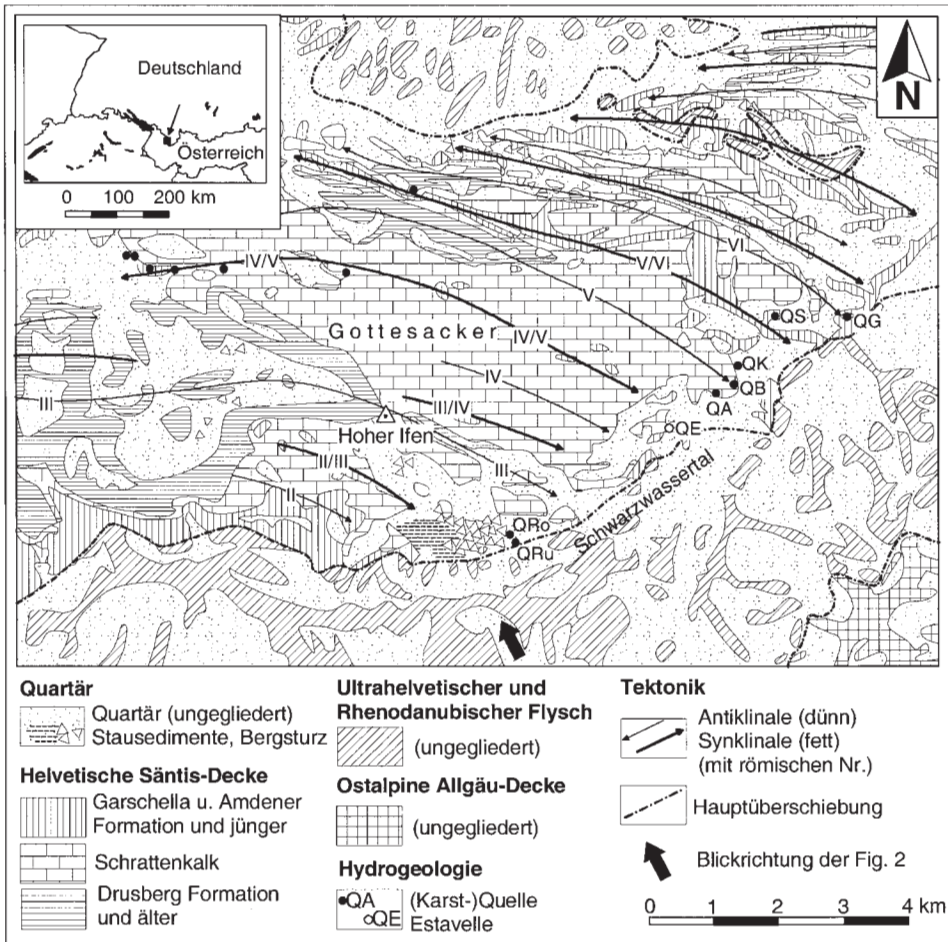 Deutschland
Österreich
0 100 200 km
N
VI
V/VI
IV/V
V
QS
QG
Gottesacker
IV/V
QK
IV
QB
III
III/IV
QA
Hoher Ifen
QE
II/III
III
II
Schwarzwassertal
QRo
QRu
Quartär
Quartär (ungegliedert)
Stausedimente, Bergsturz
Helvetische Säntis-Decke
Garschella u. Amdener
Formation und jünger
Schrattenkalk
Drusberg Formation
und älter
Ultrahelvetischer und
Rhenodanubischer Flysch
(ungegliedert)
Ostalpine Allgäu-Decke
(ungegliedert)
Hydrogeologie
QA (Karst-)Quelle
QE Estavelle
Tektonik
Antiklinale (dünn)
Synklinale (fett)
(mit römischen Nr.)
Hauptüberschiebung
Blickrichtung der Fig. 2
0 1 2 3 4 km